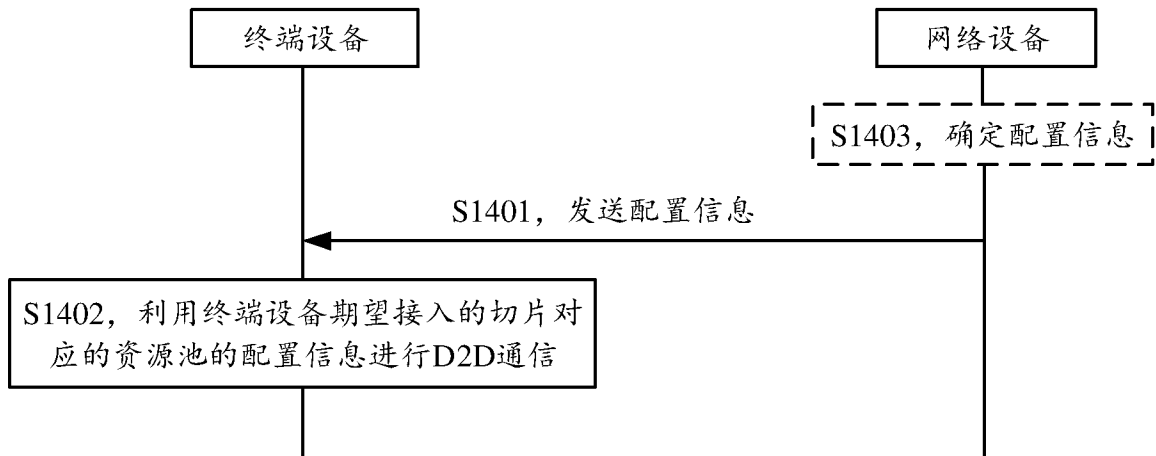 终端设备
网络设备
S1403，确定配置信息
S1401，发送配置信息
S1402，利用终端设备期望接入的切片对
应的资源池的配置信息进行D2D通信